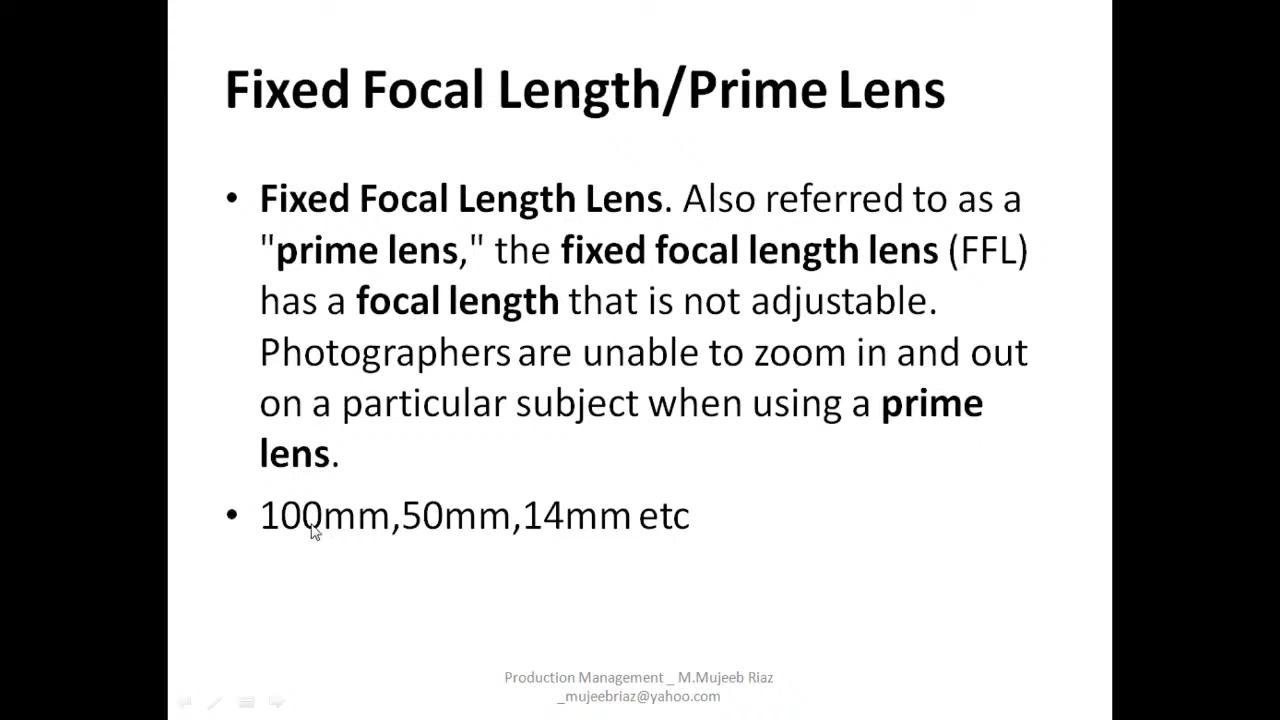 Fixed Focal Length/Prime Lens
• Fixed Focal Length Lens. Also referred to as a
"prime lens," the fixed focal length lens (FFL)
has a focal length that is not adjustable.
Photographers are unable to zoom in and out
on a particular subject when using a prime
lens.
• 100mm,50mm,14mm etc
Production Management _ M.Mujeeb Riaz
_mujeebriaz@yahoo.com